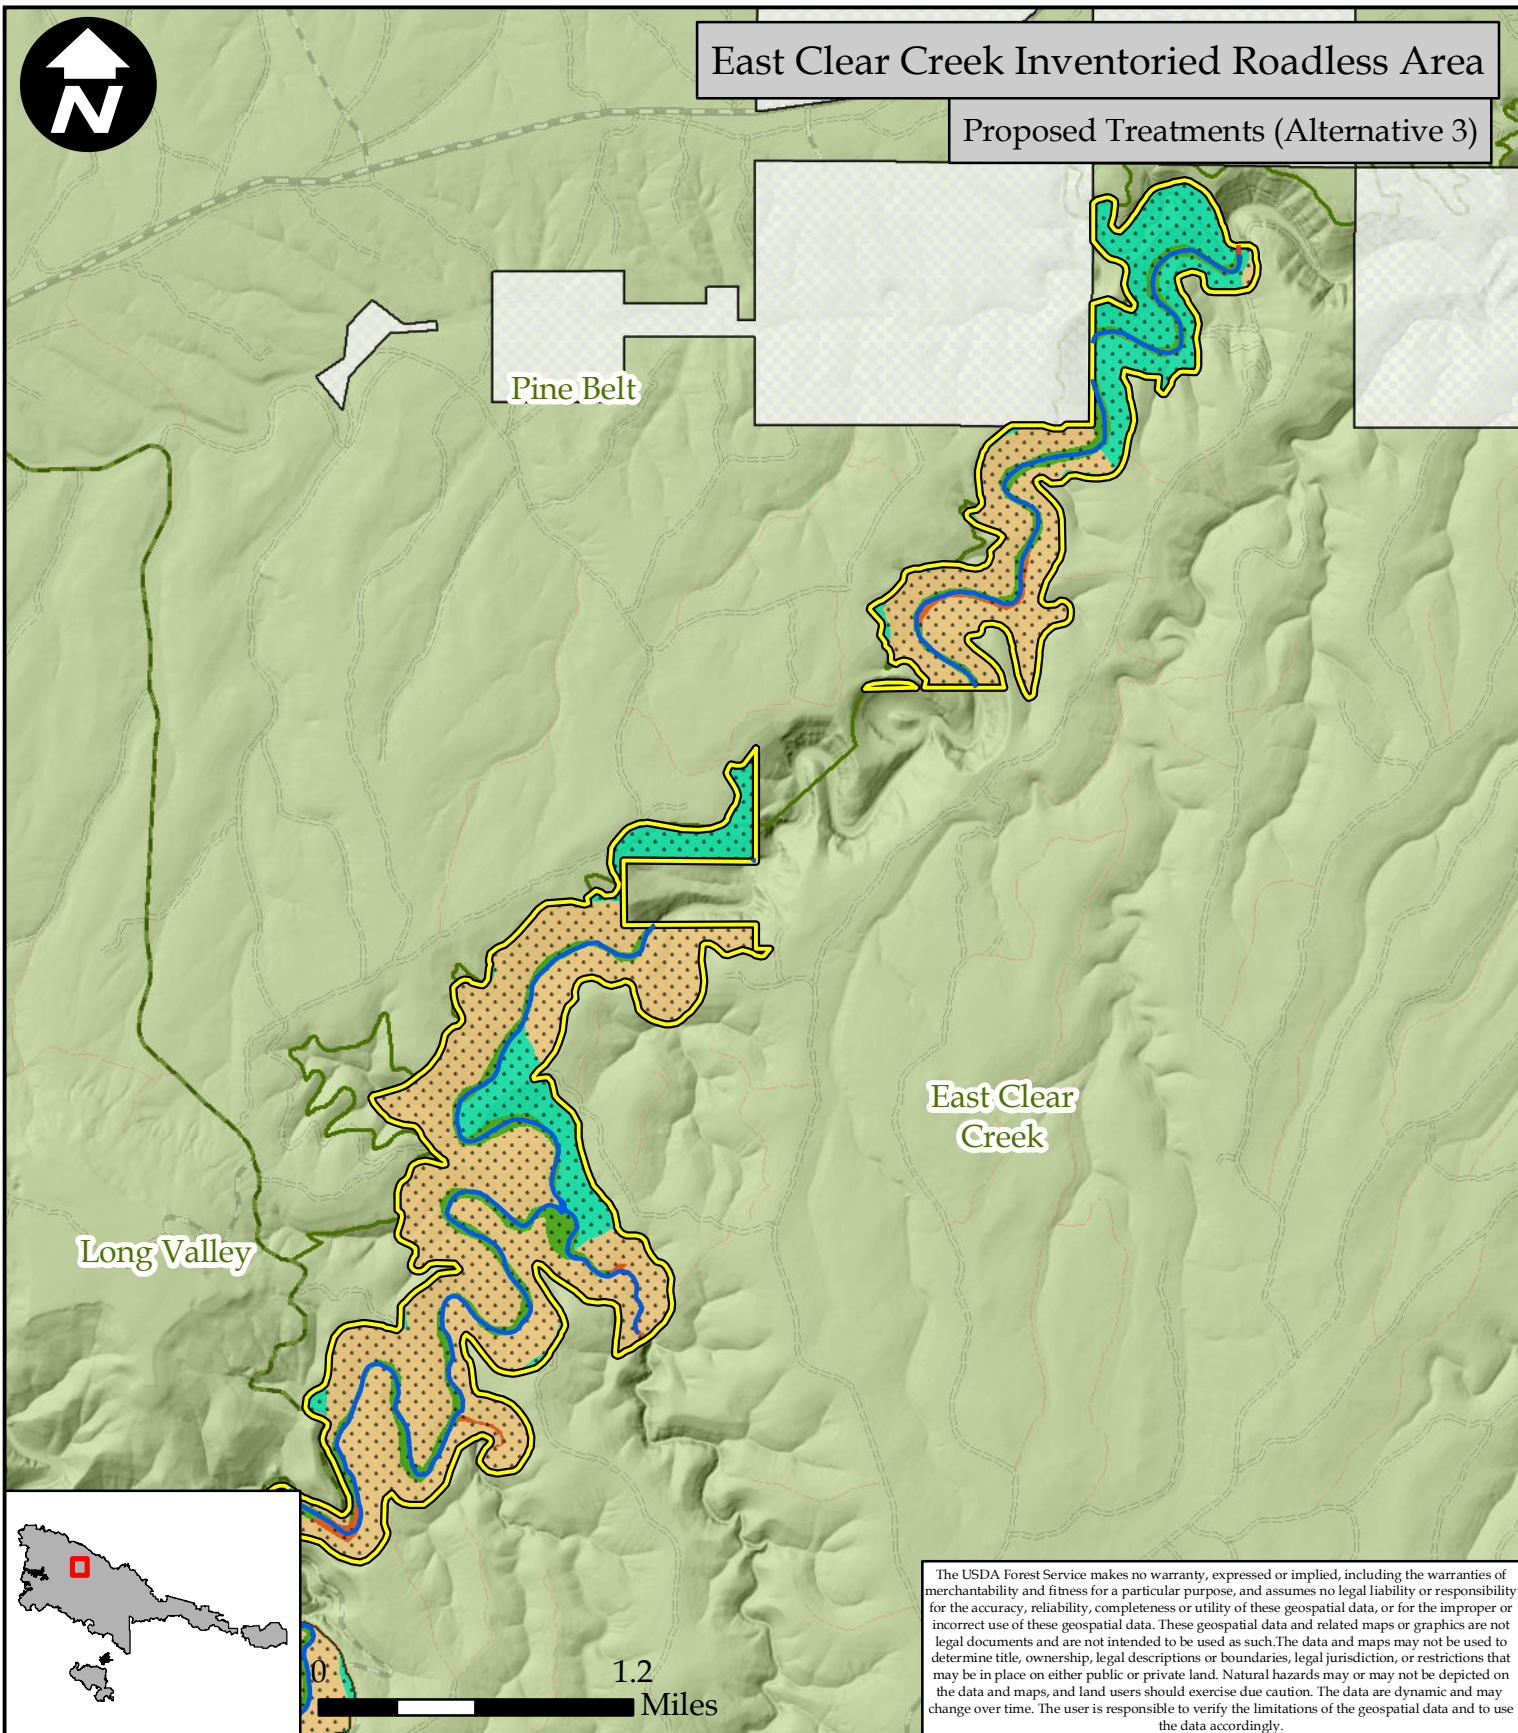 N
East Clear Creek Inventoried Roadless Area
Proposed Treatments (Alternative 3)
Pine Belt
East Clear
Creek
Long Valley
0 1.2
Miles
The USDA Forest Service makes no warranty, expressed or implied, including the warranties of
merchantability and fitness for a particular purpose, and assumes no legal liability or responsibility
for the accuracy, reliability, completeness or utility of these geospatial data, or for the improper or
incorrect use of these geospatial data. These geospatial data and related maps or graphics are not
legal documents and are not intended to be used as such.The data and maps may not be used to
determine title, ownership, legal descriptions or boundaries, legal jurisdiction, or restrictions that
may be in place on either public or private land. Natural hazards may or may not be depicted on
the data and maps, and land users should exercise due caution. The data are dynamic and may
change over time. The user is responsible to verify the limitations of the geospatial data and to use
the data accordingly.